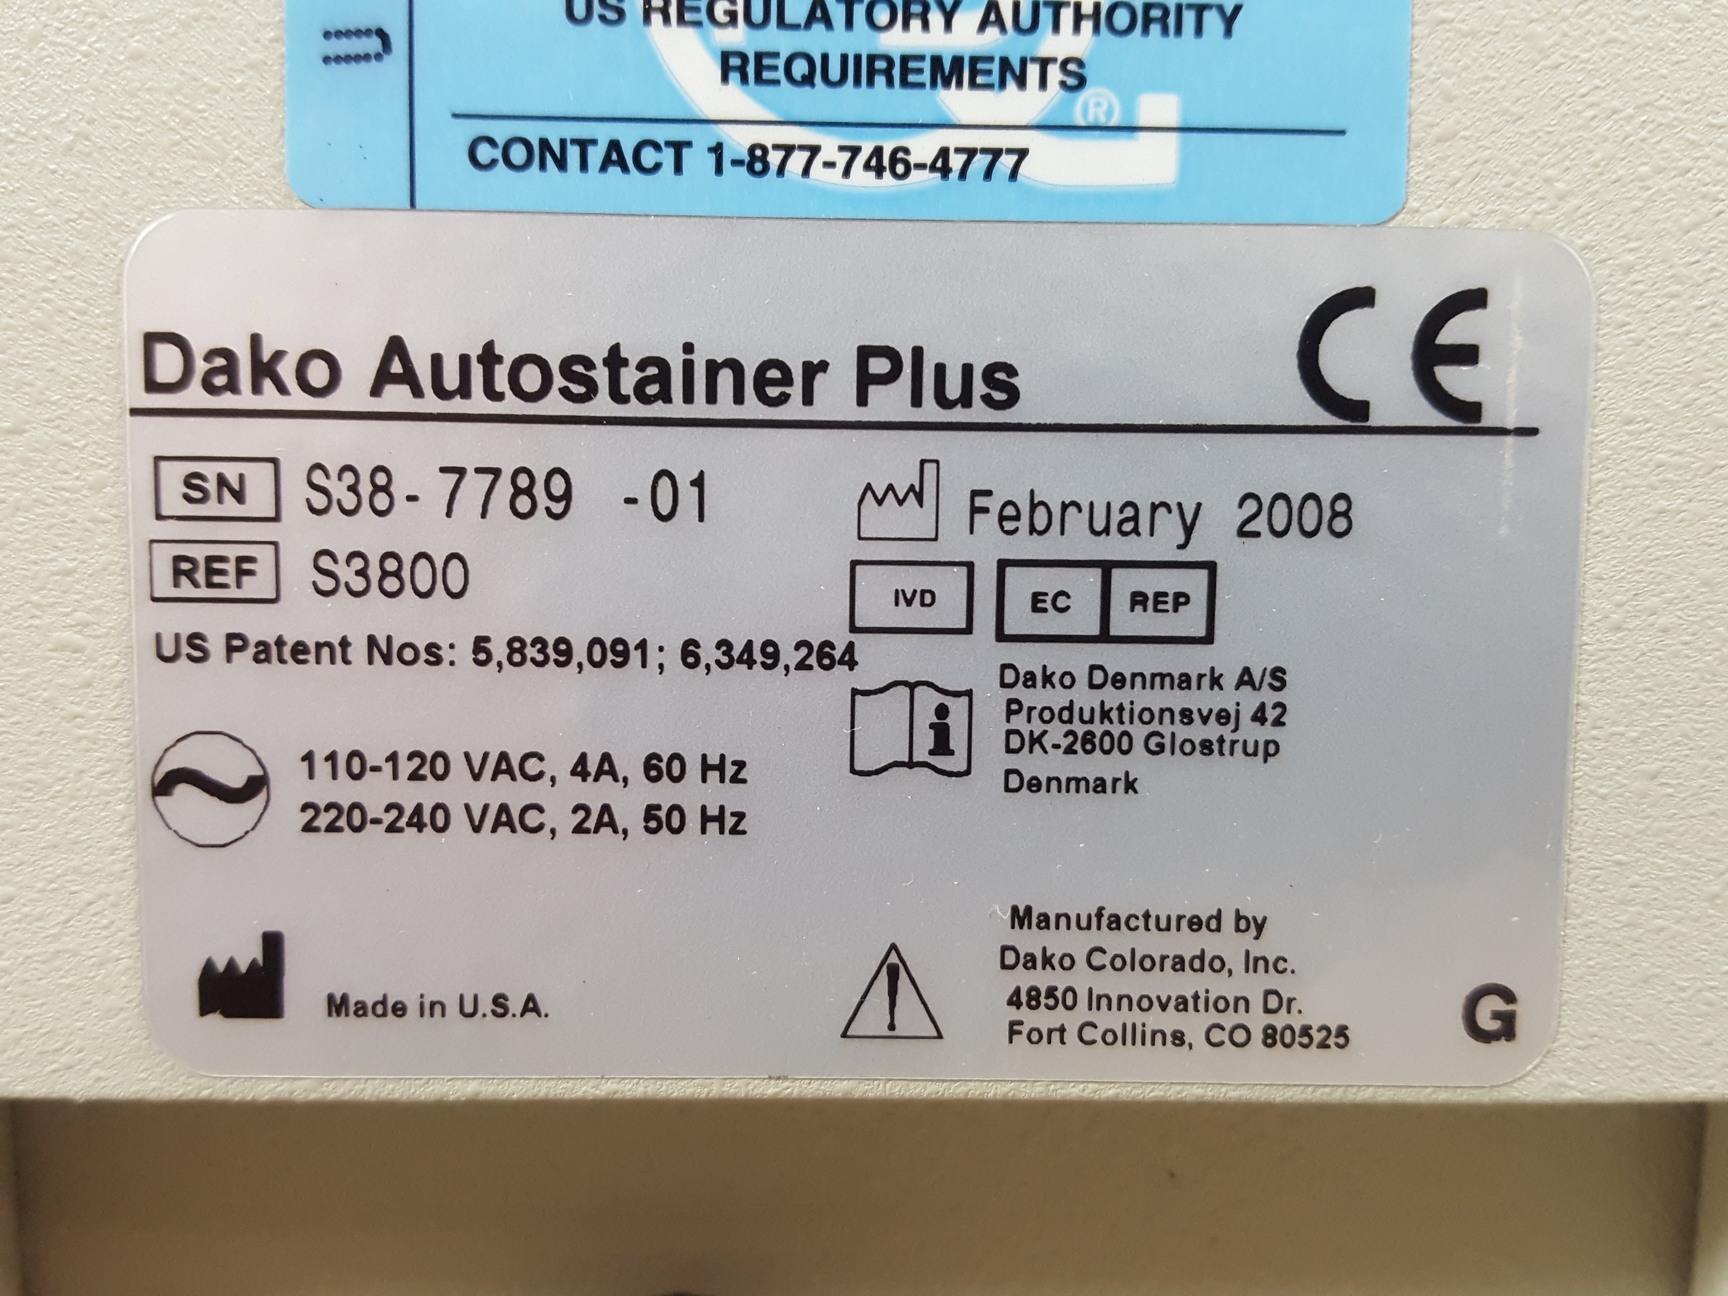 US REGULATORY AUTHORITY
REQUIREMENTS
®
CONTACT 1-877-746-4777
Dako Autostainer Plus
CE
SN S38-7789 -01
February 2008
REF S3800
IVD
EC REP
US Patent Nos: 5,839,091; 6,349,264
Dako Denmark A/S
Produktionsvej 42
DK-2600 Glostrup
Denmark
i
110-120 VAC, 4A, 60 Hz
220-240 VAC, 2A, 50 Hz
Made in U.S.A.
!
Manufactured by
Dako Colorado, Inc.
4850 Innovation Dr.
Fort Collins, CO 80525
G